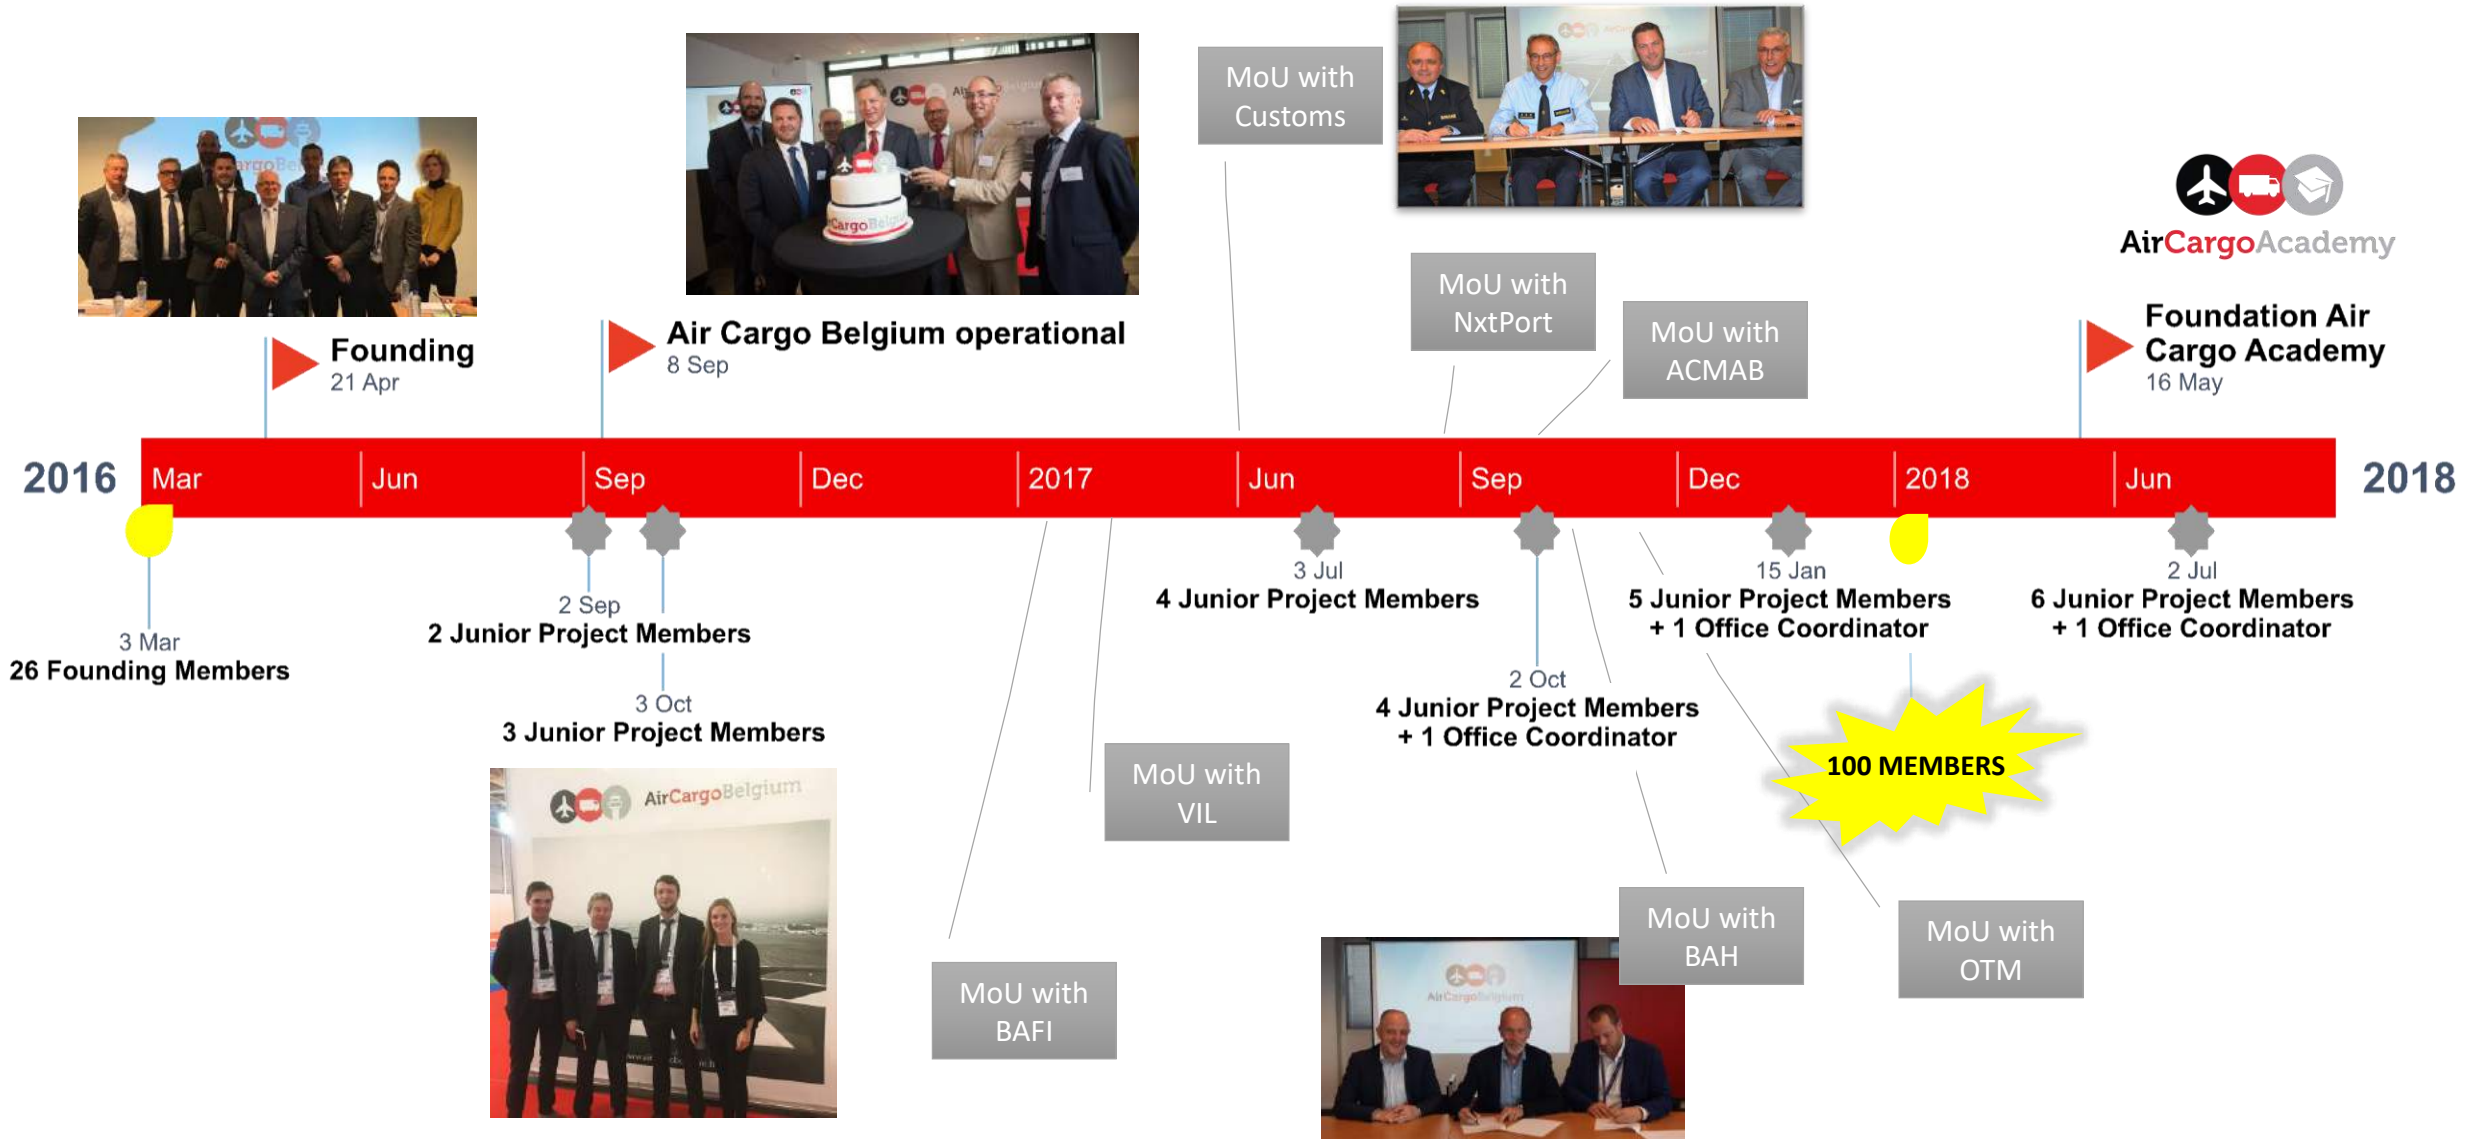 CargoBel
AirCargo
CargoBelgium
MoU with
Customs
AirCargoAcademy
MoU with
NxtPort
MoU with
ACMAB
Founding
21 Apr
Air Cargo Belgium operational
8 Sep
Foundation Air
Cargo Academy
16 May
2016
Mar
Jun
Sep
Dec
2017
Jun
Sep
Dec
2018
Jun
2018
3 Mar
26 Founding Members
2 Sep
2 Junior Project Members
3 Oct
3 Junior Project Members
3 Jul
4 Junior Project Members
2 Oct
4 Junior Project Members
+ 1 Office Coordinator
15 Jan
5 Junior Project Members
+ 1 Office Coordinator
2 Jul
6 Junior Project Members
+ 1 Office Coordinator
100 MEMBERS
AirCargoBelgium
MoU with
VIL
MoU with
BAFI
MoU with
BAH
MoU with
OTM
AirCargoBelgium